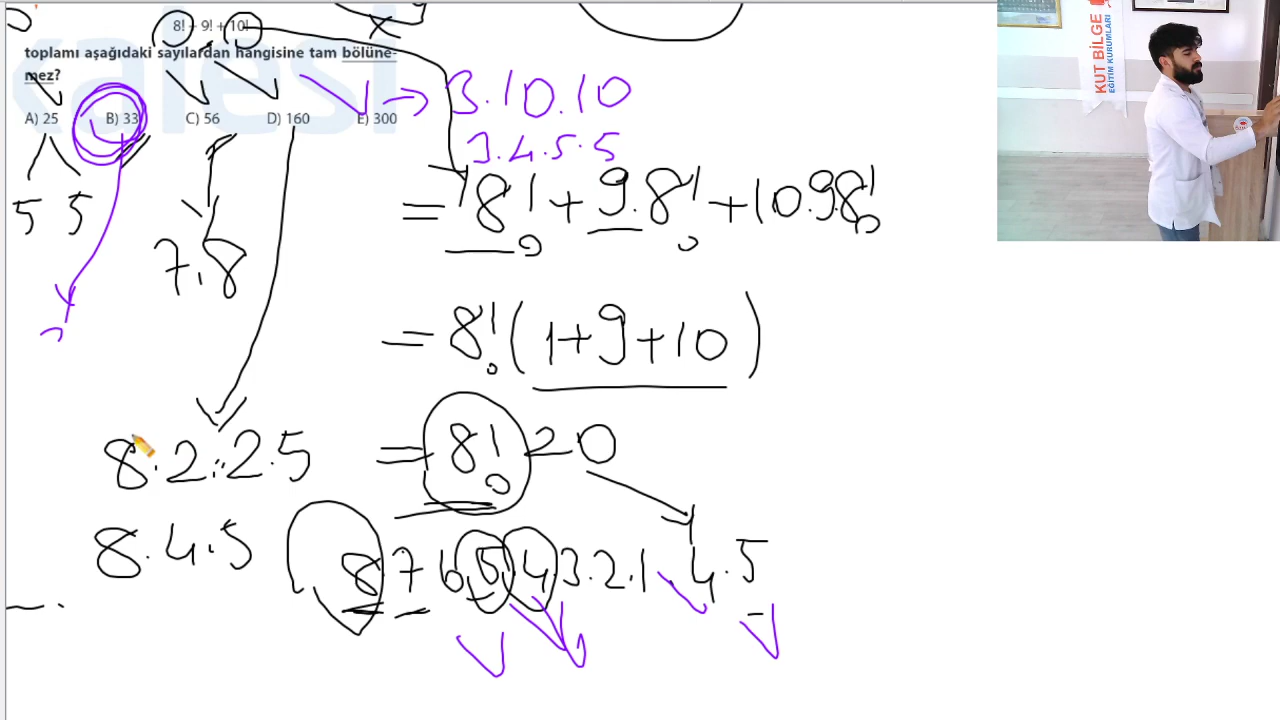 8! + 9! + 10!
toplamı aşağıdaki sayılardan hangisine tam bölüne-
mez?
A) 25 B) 33 C) 56 D) 160 E) 300
3.10.10
3.4.5.5
5 5
7.8
= 8! + 9.8! + 10.9.8!
= 8! (1+9+10)
8.2.2.5
= 8! 20
8.4.5
8 7 6 5 4 3.2.1 4.5
KUT BİLGE
EĞİTİM KURUMLARI